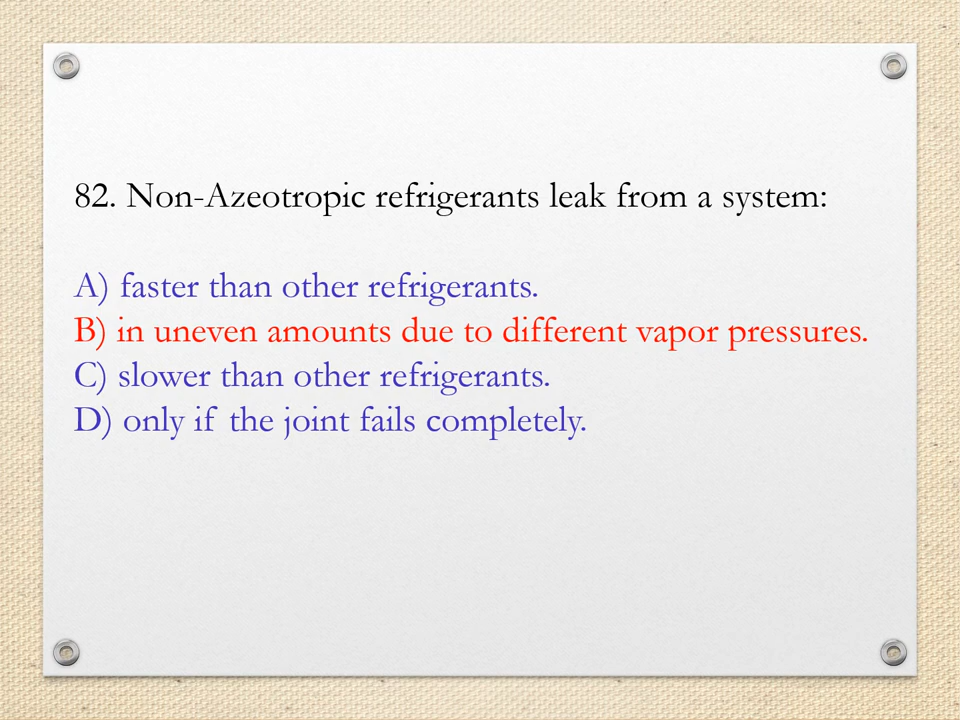 82. Non-Azeotropic refrigerants leak from a system:
A) faster than other refrigerants.
B) in uneven amounts due to different vapor pressures.
C) slower than other refrigerants.
D) only if the joint fails completely.